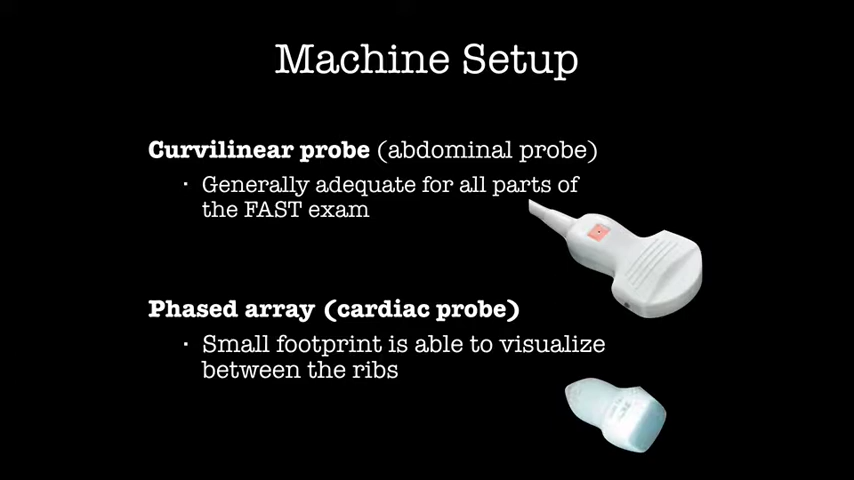 Machine Setup
Curvilinear probe (abdominal probe)
· Generally adequate for all parts of
the FAST exam
Phased array (cardiac probe)
· Small footprint is able to visualize
between the ribs